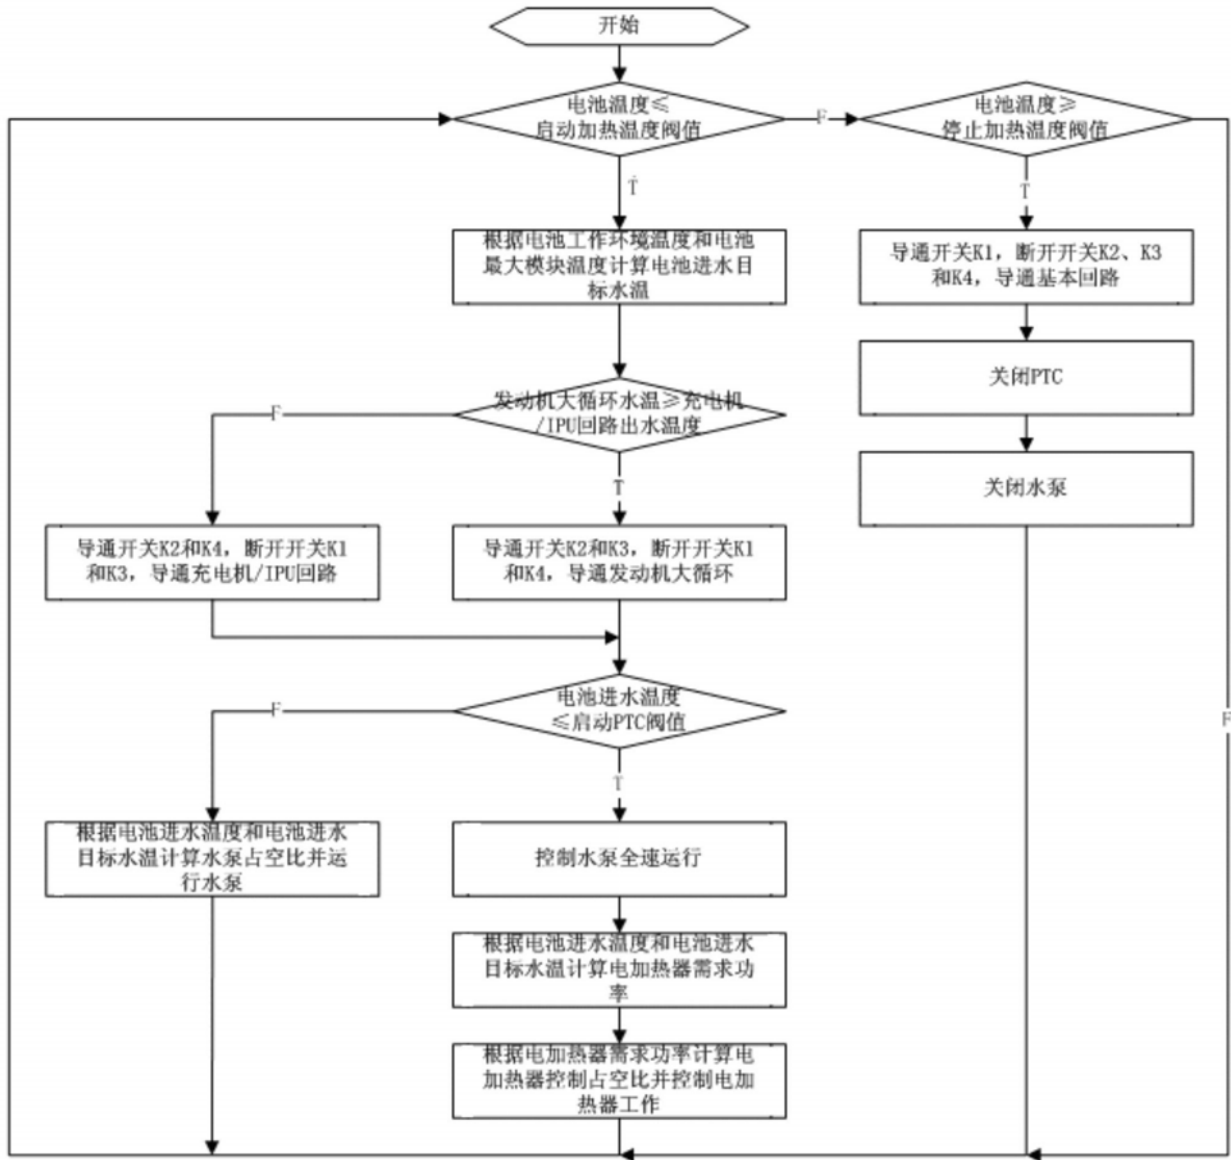 开始
电池温度≤
启动加热温度阀值
F
电池温度≥
停止加热温度阀值
T
T
根据电池工作环境温度和电池
最大模块温度计算电池进水目
标水温
导通开关K1，断开开关K2、K3
和K4，导通基本回路
关闭PTC
发动机大循环水温≥充电机
/IPU回路出水温度
F
T
关闭水泵
导通开关K2和K4，断开开关K1
和K3，导通充电机/IPU回路
导通开关K2和K3，断开开关K1
和K4，导通发动机大循环
电池进水温度
≤启动PTC阀值
F
F
T
根据电池进水温度和电池进水
目标水温计算水泵占空比并运
行水泵
控制水泵全速运行
根据电池进水温度和电池进水
目标水温计算电加热器需求功
率
根据电加热器需求功率计算电
加热器控制占空比并控制电加
热器工作